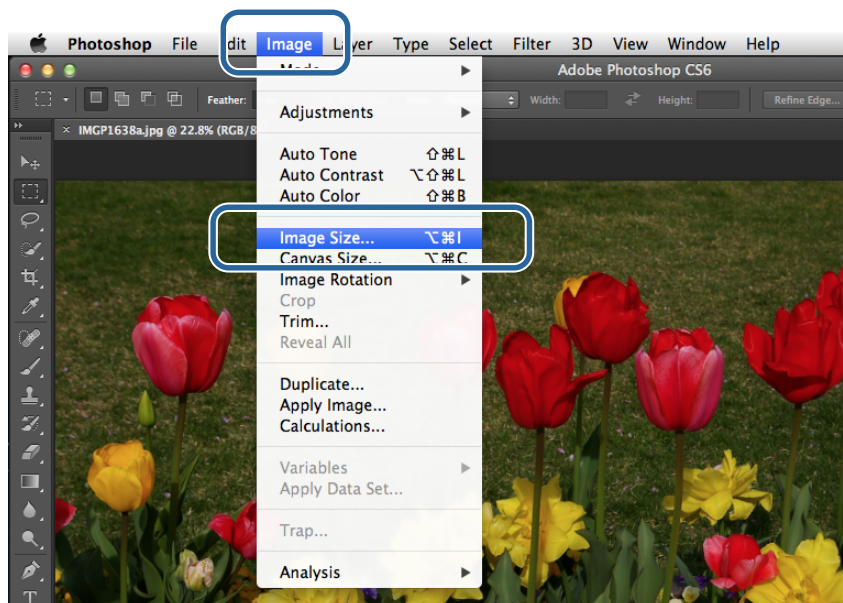 Photoshop File Edit Image Layer Type Select Filter 3D View Window Help
Adobe Photoshop CS6
Feather:
Width:
Height:
Refine Edge...
× IMGP1638a.jpg @ 22.8% (RGB/8
Mode ▶
Adjustments ▶
Auto Tone ⇧⌘L
Auto Contrast ⌥⇧⌘L
Auto Color ⇧⌘B
Image Size... ⌥⌘I
Canvas Size... ⌥⌘C
Image Rotation ▶
Crop
Trim...
Reveal All
Duplicate...
Apply Image...
Calculations...
Variables ▶
Apply Data Set...
Trap...
Analysis ▶
T